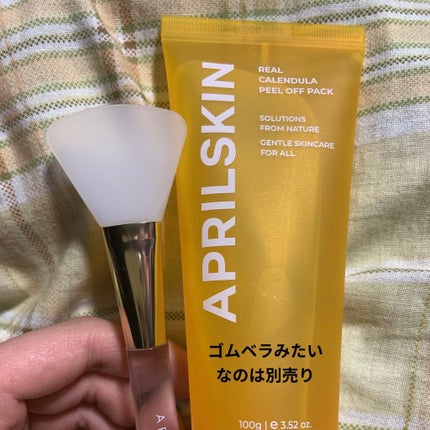 APRILSKIN
REAL
CALENDULA
PEEL OFF PACK
SOLUTIONS
FROM NATURE
GENTLE SKINCARE
FOR ALL
ゴムベラみたい
なのは別売り
100g | e 3.52 oz.
A